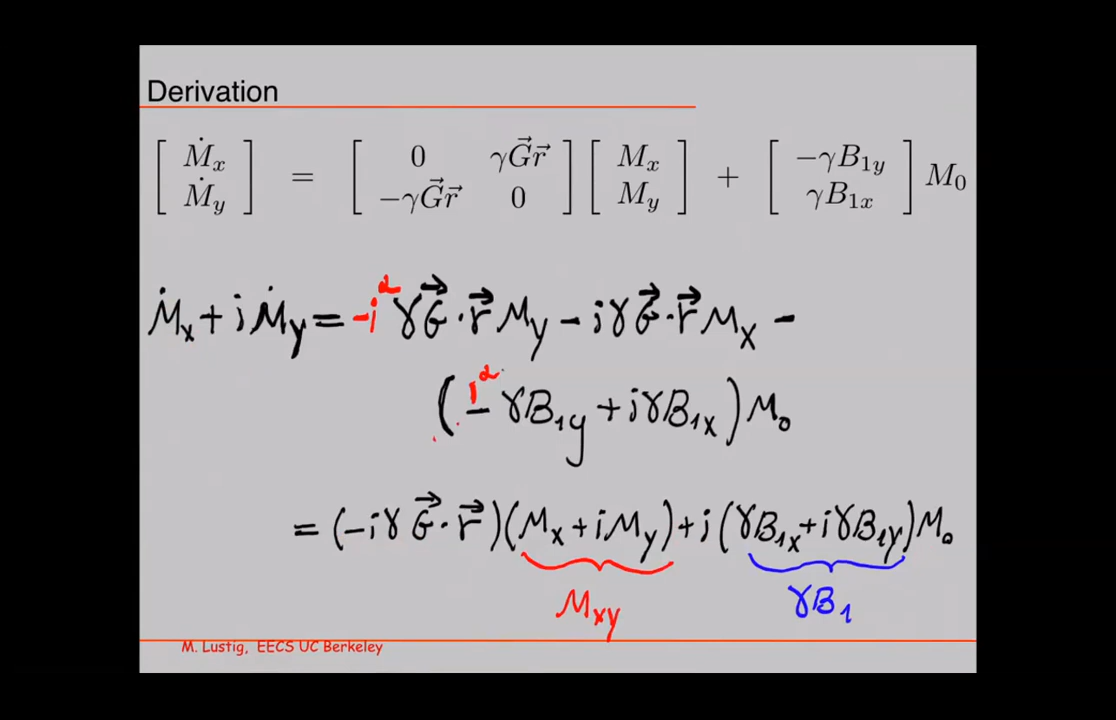 Derivation
[Ṁx Ṁy] = [0 γG⃗r⃗ −γG⃗r⃗ 0] [Mx My] + [−γB1y γB1x] M0
Ṁx + iṀy = -i² γG⃗·r⃗ My − iγG⃗·r⃗ Mx −
(i² − γB1y + iγB1x) M0
= (−iγ G⃗·r⃗)(Mx + iMy) + i(γB1x + iγB1y) M0
Mxy γB1
M. Lustig, EECS UC Berkeley